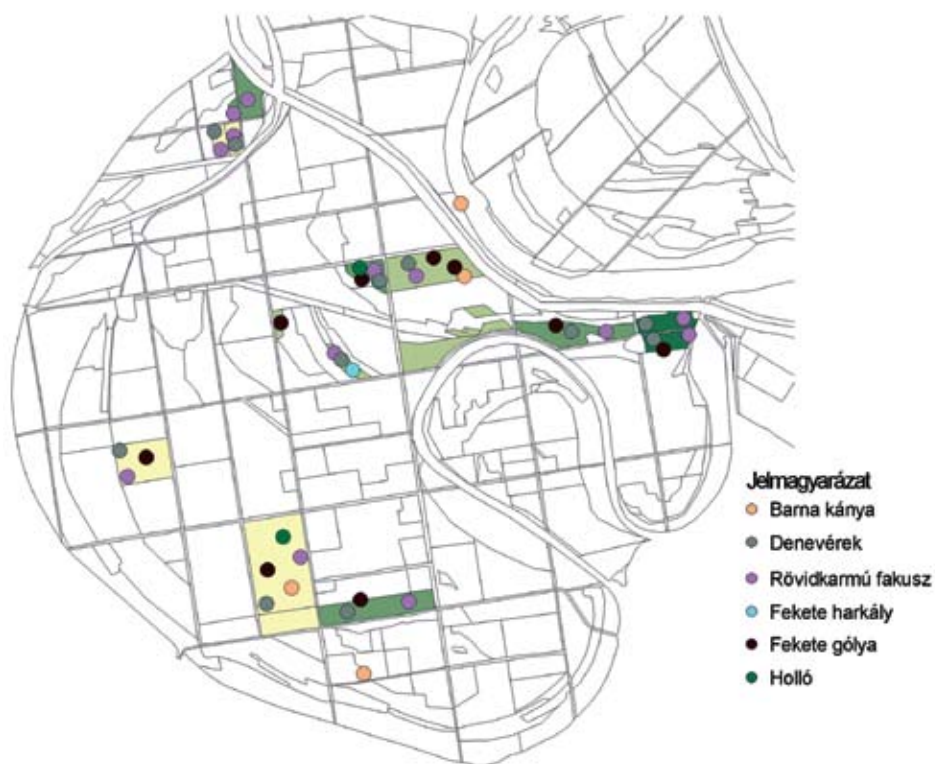 Jelmagyarázat
Barna kánya
Denevérek
Rövidkarmú fakusz
Fekete harkály
Fekete gólya
Holló